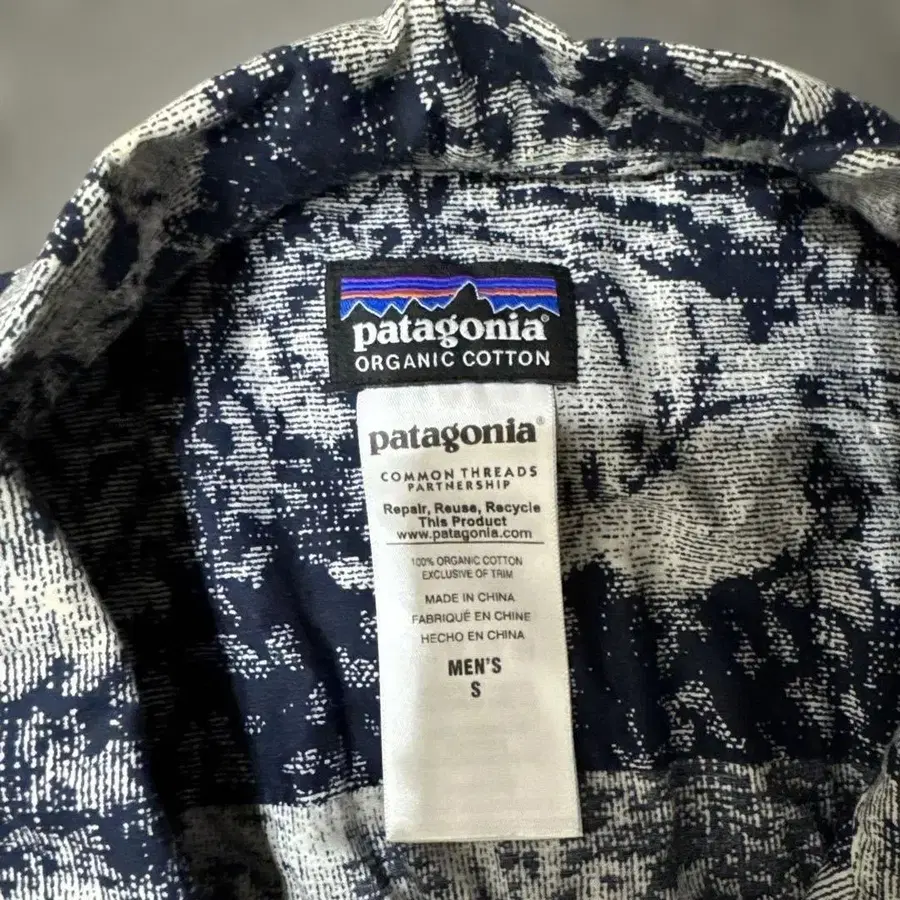 patagonia®
ORGANIC COTTON
patagonia®
COMMON THREADS
PARTNERSHIP
Repair, Reuse, Recycle
This Product
www.patagonia.com
100% ORGANIC COTTON
EXCLUSIVE OF TRIM
MADE IN CHINA
FABRIQUÉ EN CHINE
HECHO EN CHINA
MEN'S
S